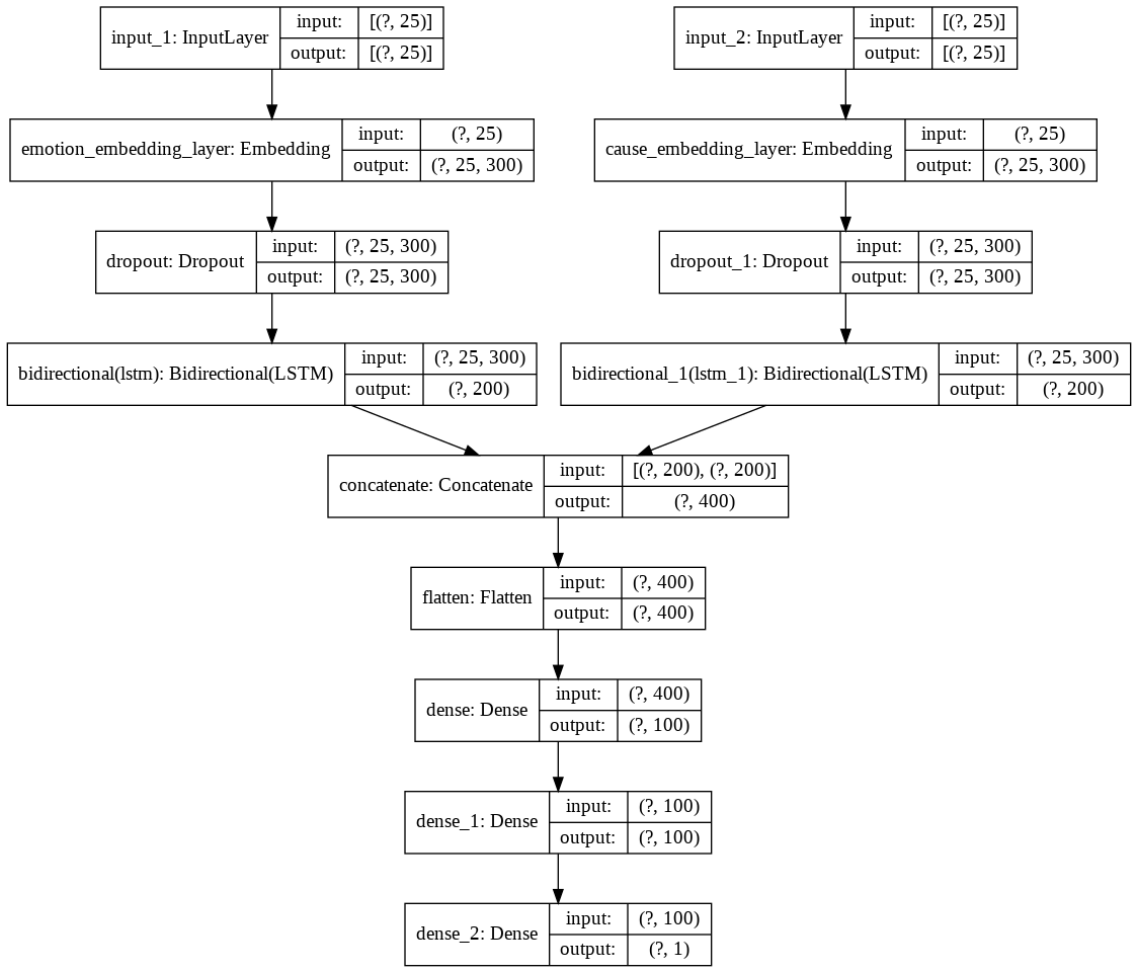 input_1: InputLayer input: [(?, 25)] output: [(?, 25)]
input_2: InputLayer input: [(?, 25)] output: [(?, 25)]
emotion_embedding_layer: Embedding input: (?, 25) output: (?, 25, 300)
cause_embedding_layer: Embedding input: (?, 25) output: (?, 25, 300)
dropout: Dropout input: (?, 25, 300) output: (?, 25, 300)
dropout_1: Dropout input: (?, 25, 300) output: (?, 25, 300)
bidirectional(lstm): Bidirectional(LSTM) input: (?, 25, 300) output: (?, 200)
bidirectional_1(lstm_1): Bidirectional(LSTM) input: (?, 25, 300) output: (?, 200)
concatenate: Concatenate input: [(?, 200), (?, 200)] output: (?, 400)
flatten: Flatten input: (?, 400) output: (?, 400)
dense: Dense input: (?, 400) output: (?, 100)
dense_1: Dense input: (?, 100) output: (?, 100)
dense_2: Dense input: (?, 100) output: (?, 1)